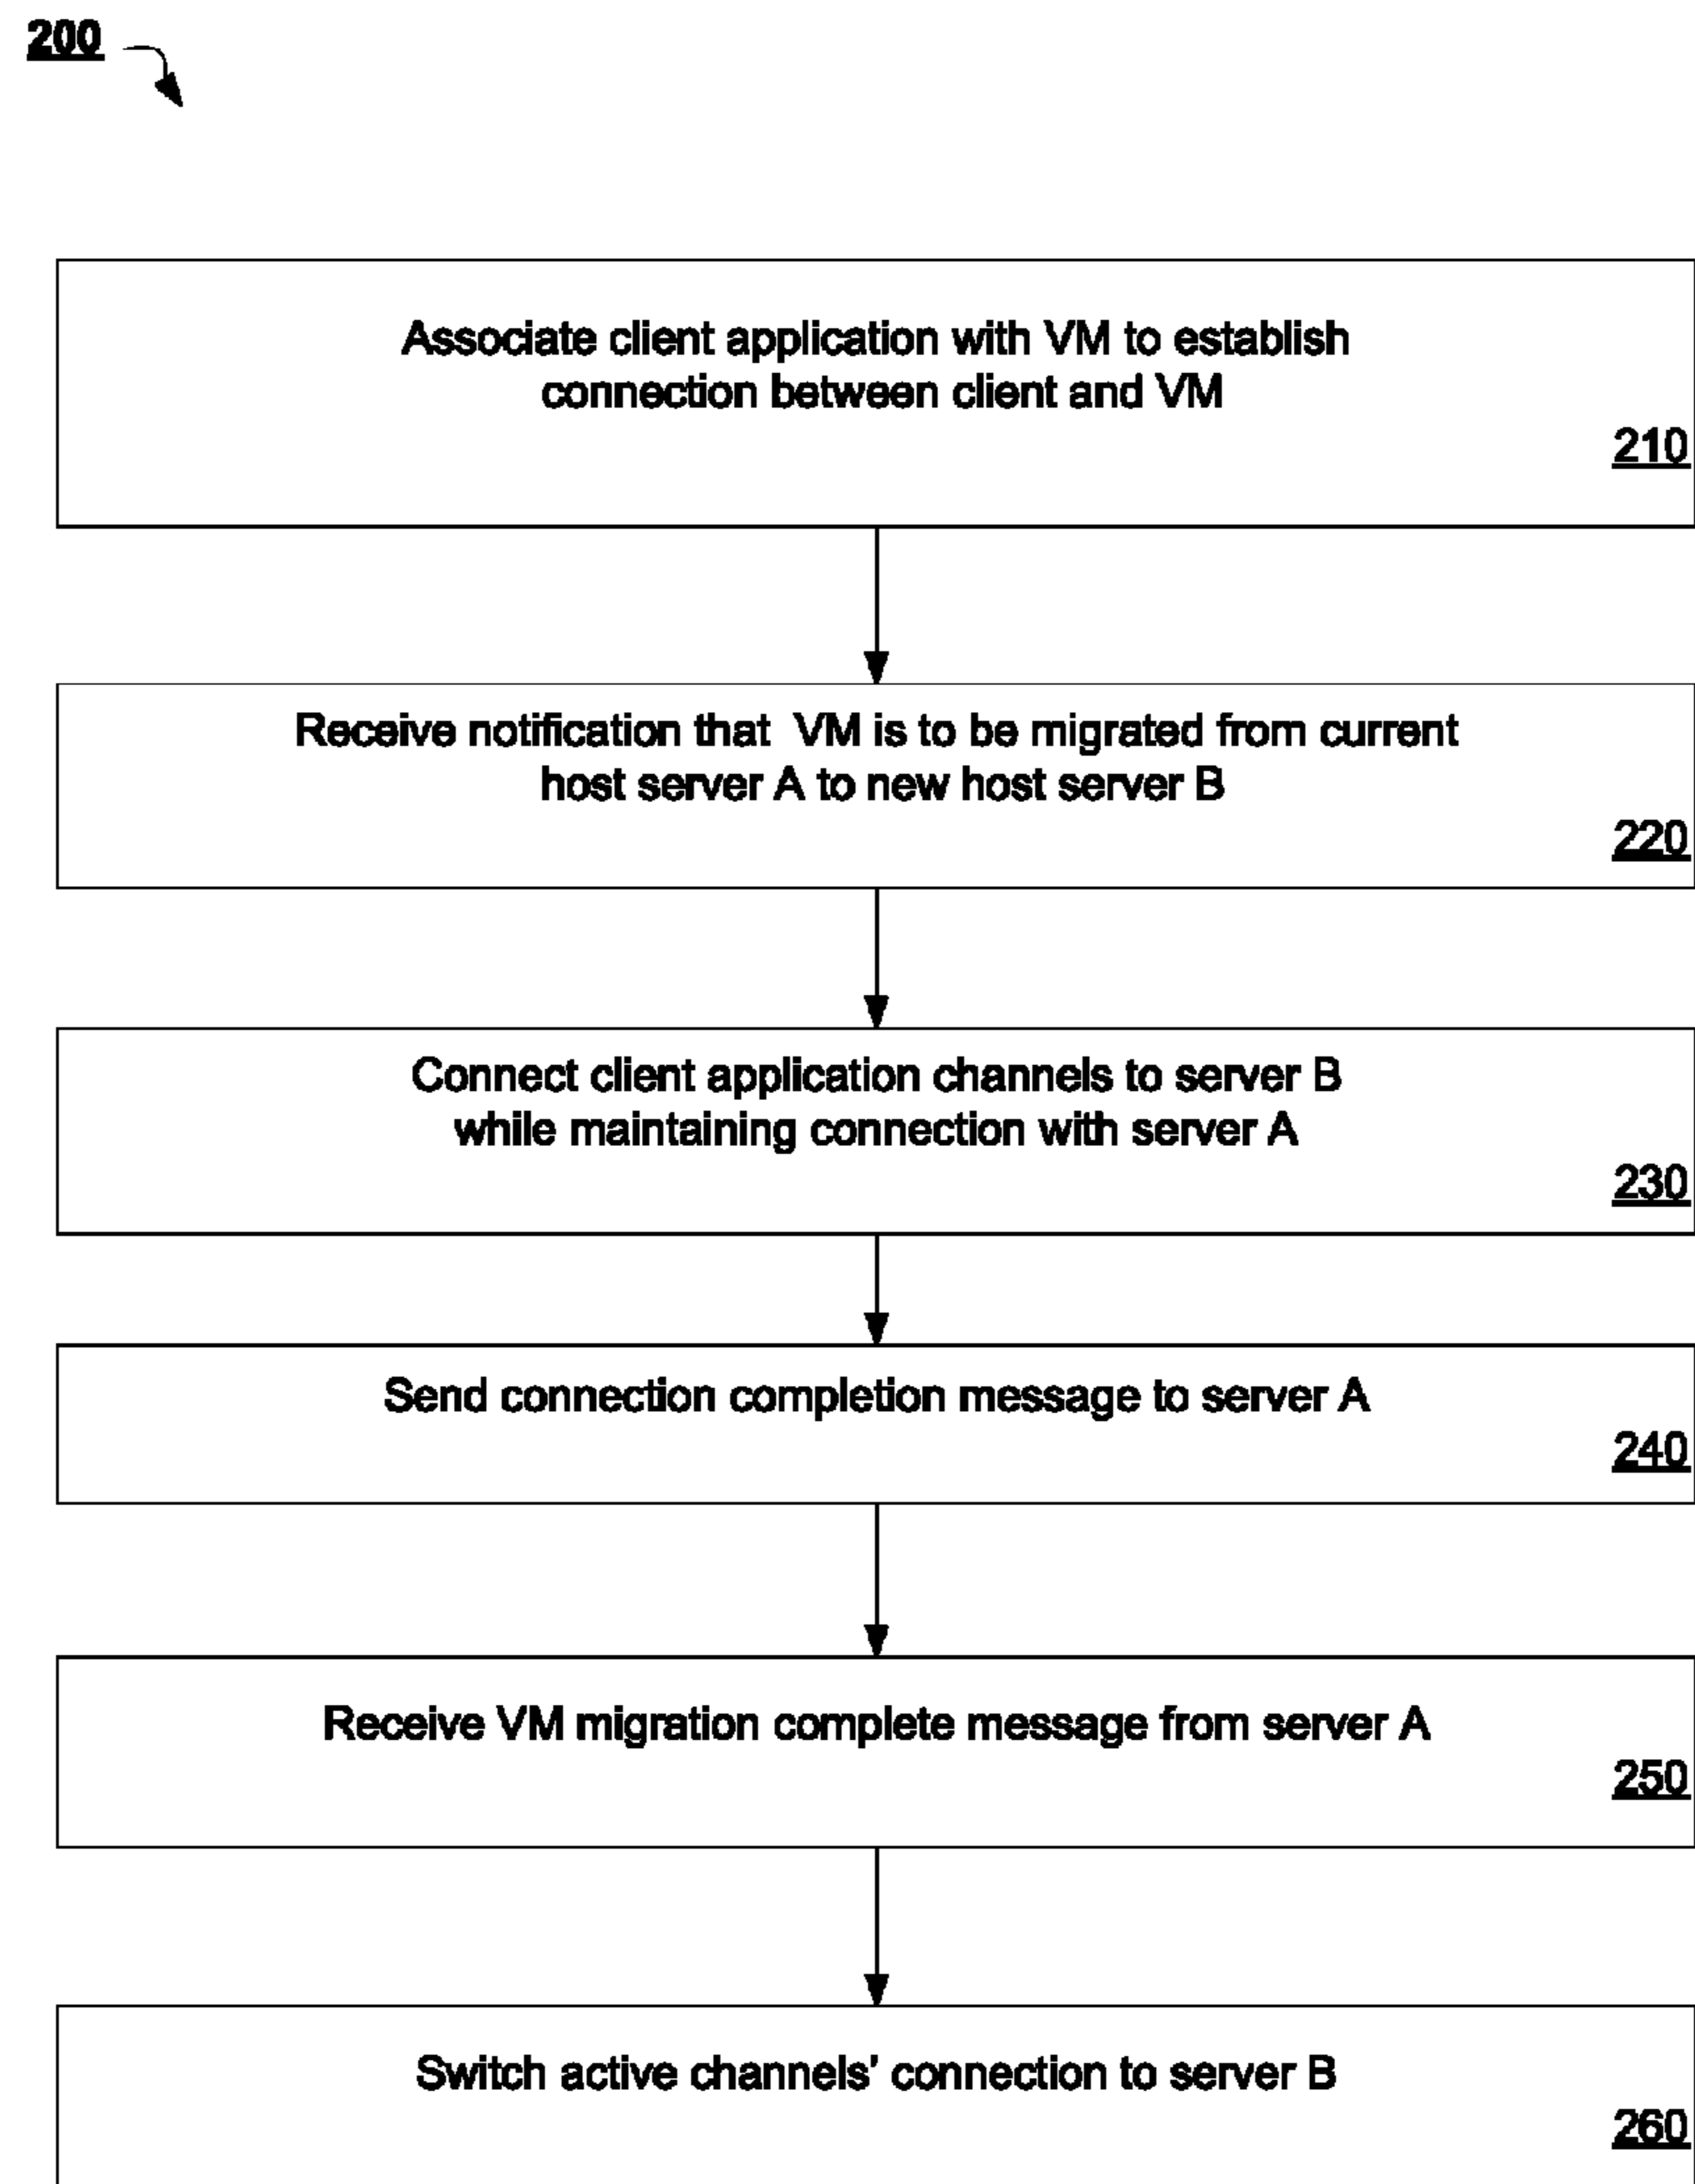 200
Associate client application with VM to establish
connection between client and VM
210
Receive notification that VM is to be migrated from current
host server A to new host server B
220
Connect client application channels to server B
while maintaining connection with server A
230
Send connection completion message to server A
240
Receive VM migration complete message from server A
250
Switch active channels’ connection to server B
260